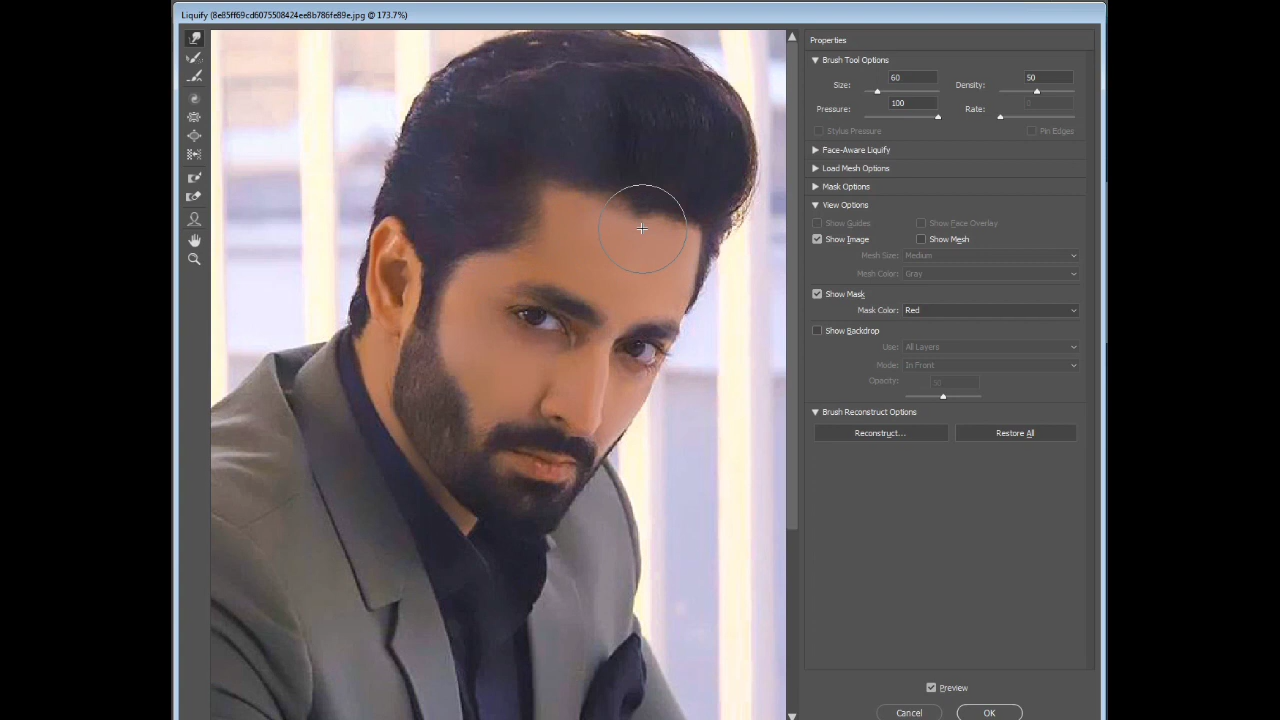 Liquify (8e85ff69cd6075508424ee8b786fe89e.jpg @ 173.7%)
Properties
Brush Tool Options
Size: 60 Density: 50
Pressure: 100 Rate: 0
Stylus Pressure Pin Edges
Face-Aware Liquify
Load Mesh Options
Mask Options
View Options
Show Guides Show Face Overlay
Show Image Show Mesh
Mesh Size: Medium
Mesh Color: Gray
Show Mask
Mask Color: Red
Show Backdrop
Use: All Layers
Mode: In Front
Opacity: 50
Brush Reconstruct Options
Reconstruct... Restore All
Preview
Cancel OK